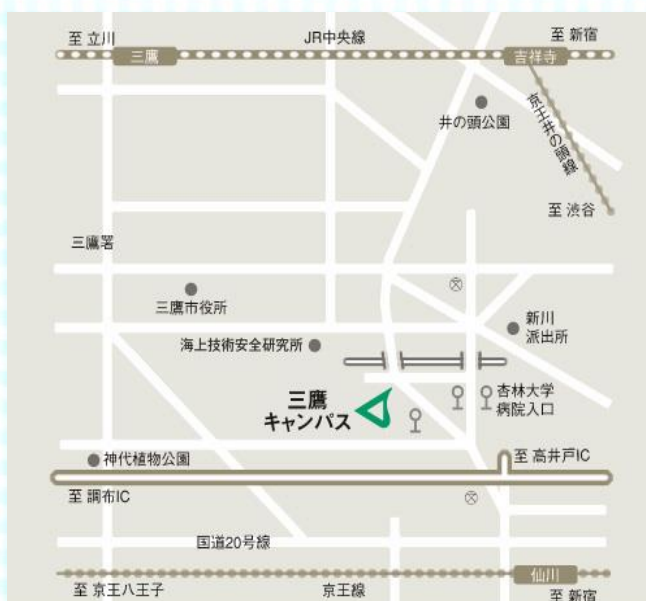 至 立川
JR中央線
至 新宿
三鷹
吉祥寺
井の頭公園
京王井の頭線
至 渋谷
三鷹署
三鷹市役所
新川
派出所
海上技術安全研究所
三鷹
キャンパス
杏林大学
病院入口
神代植物公園
至 高井戸IC
至 調布IC
国道20号線
仙川
至 京王八王子
京王線
至 新宿